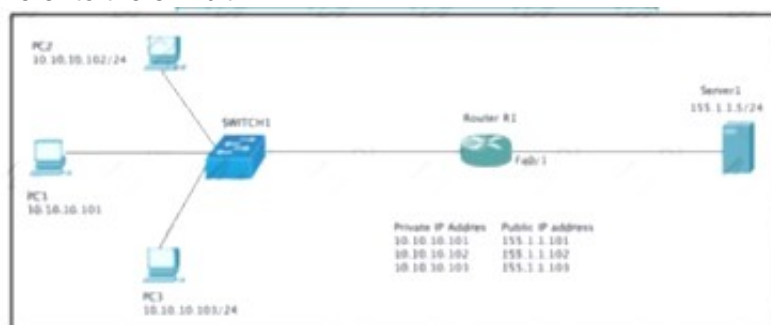 PC2
10.10.10.102/24
SWITCH1
Router R1
Server1
155.1.1.5/24
Fa0/1
PC1
10.10.10.101
Private IP Addres Public IP address
10.10.10.101 155.1.1.101
10.10.10.102 155.1.1.102
10.10.10.103 155.1.1.103
PC3
10.10.10.103/24